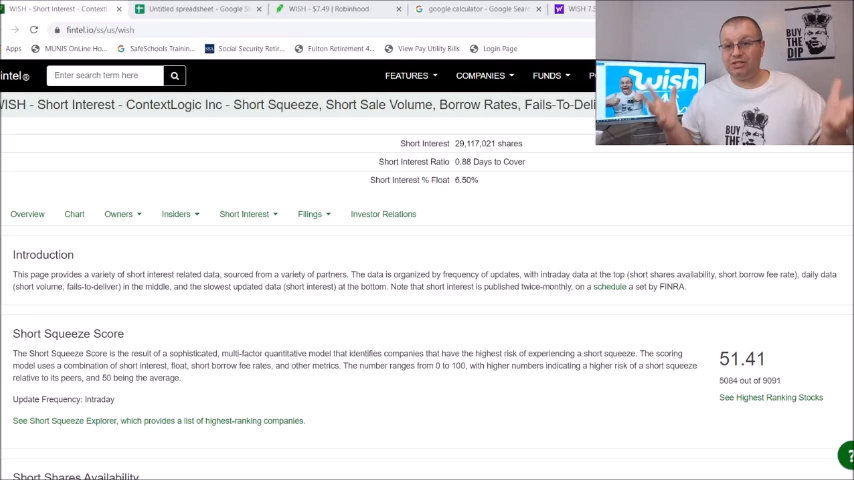 WISH - Short Interest - Context
Untitled spreadsheet - Google Sh
WISH - $7.49 | Robinhood
google calculator - Google Sear
WISH 7.5
fintel.io/ss/us/wish
Apps
MUNIS OnLine Ho...
SafeSchools Trainin...
Social Security Retir...
Fulton Retirement 4...
View Pay Utility Bills
Login Page
intel
Enter search term here
FEATURES
COMPANIES
FUNDS
WISH - Short Interest - ContextLogic Inc - Short Squeeze, Short Sale Volume, Borrow Rates, Fails-To-Deli
wish
BUY
THE
DIP
BUY
THE
Short Interest 29,117,021 shares
Short Interest Ratio 0.88 Days to Cover
Short Interest % Float 6.50%
Overview
Chart
Owners
Insiders
Short Interest
Filings
Investor Relations
Introduction
This page provides a variety of short interest related data, sourced from a variety of partners. The data is organized by frequency of updates, with intraday data at the top (short shares availability, short borrow fee rate), daily data
(short volume, fails-to-deliver) in the middle, and the slowest updated data (short interest) at the bottom. Note that short interest is published twice-monthly, on a schedule a set by FINRA.
Short Squeeze Score
The Short Squeeze Score is the result of a sophisticated, multi-factor quantitative model that identifies companies that have the highest risk of experiencing a short squeeze. The scoring
model uses a combination of short interest, float, short borrow fee rates, and other metrics. The number ranges from 0 to 100, with higher numbers indicating a higher risk of a short squeeze
relative to its peers, and 50 being the average.
51.41
5084 out of 9091
See Highest Ranking Stocks
Update Frequency: Intraday
See Short Squeeze Explorer, which provides a list of highest-ranking companies.
?
Short Shares Availability